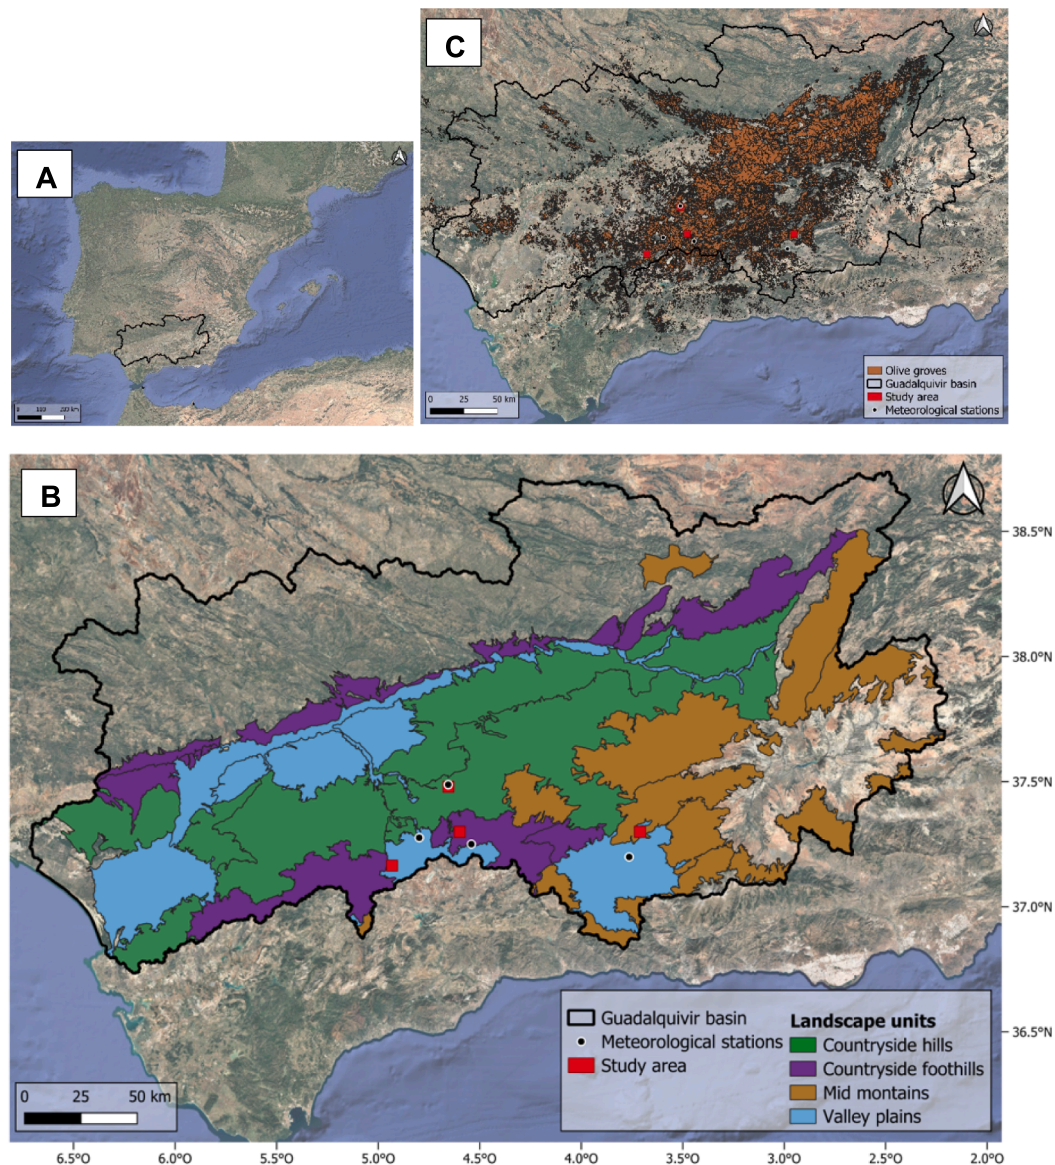 C
A
Olive groves
Guadalquivir basin
Study area
Meteorological stations
0 25 50 km
0 100 200 km
B
38.5°N
38.0°N
37.5°N
37.0°N
36.5°N
Guadalquivir basin
Meteorological stations
Study area
Landscape units
Countryside hills
Countryside foothills
Mid montains
Valley plains
0 25 50 km
6.5°O 6.0°O 5.5°O 5.0°O 4.5°O 4.0°O 3.5°O 3.0°O 2.5°O 2.0°O